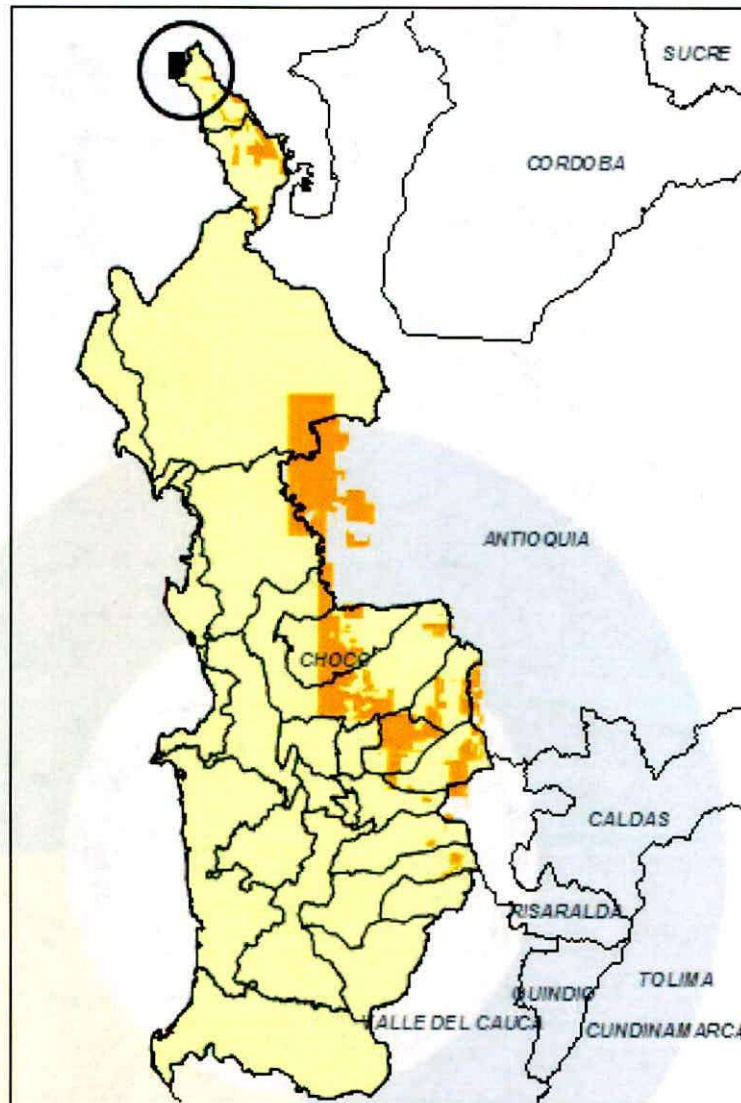 SUCRE
CORDOBA
ANTIOQUIA
CHOCO
CALDAS
RISARALDA
TOLIMA
QUINDIO
VALLE DEL CAUCA
CUNDINAMARCA